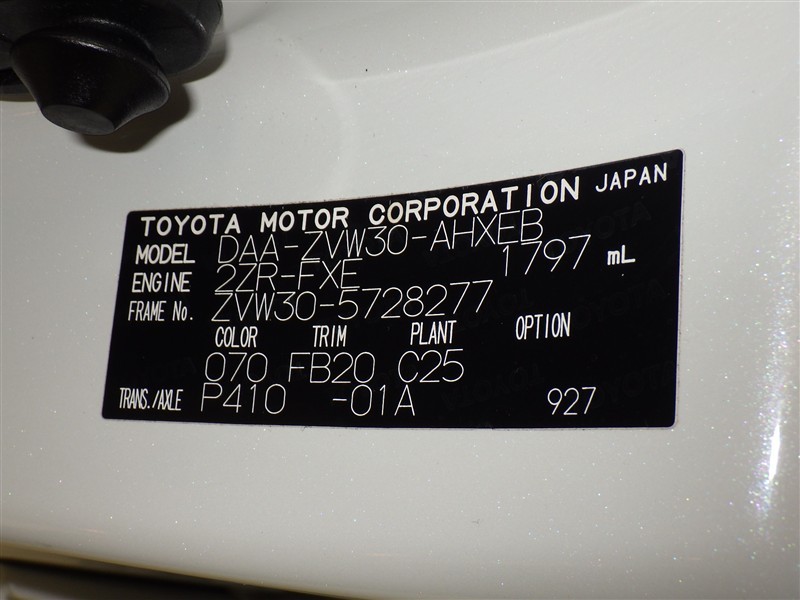 TOYOTA MOTOR CORPORATION JAPAN
MODEL DAA-ZVW30-AHXEB
ENGINE 2ZR-FXE 1797 mL
FRAME No. ZVW30-5728277
COLOR TRIM PLANT OPTION
070 FB20 C25
TRANS./AXLE P410 -01A 927